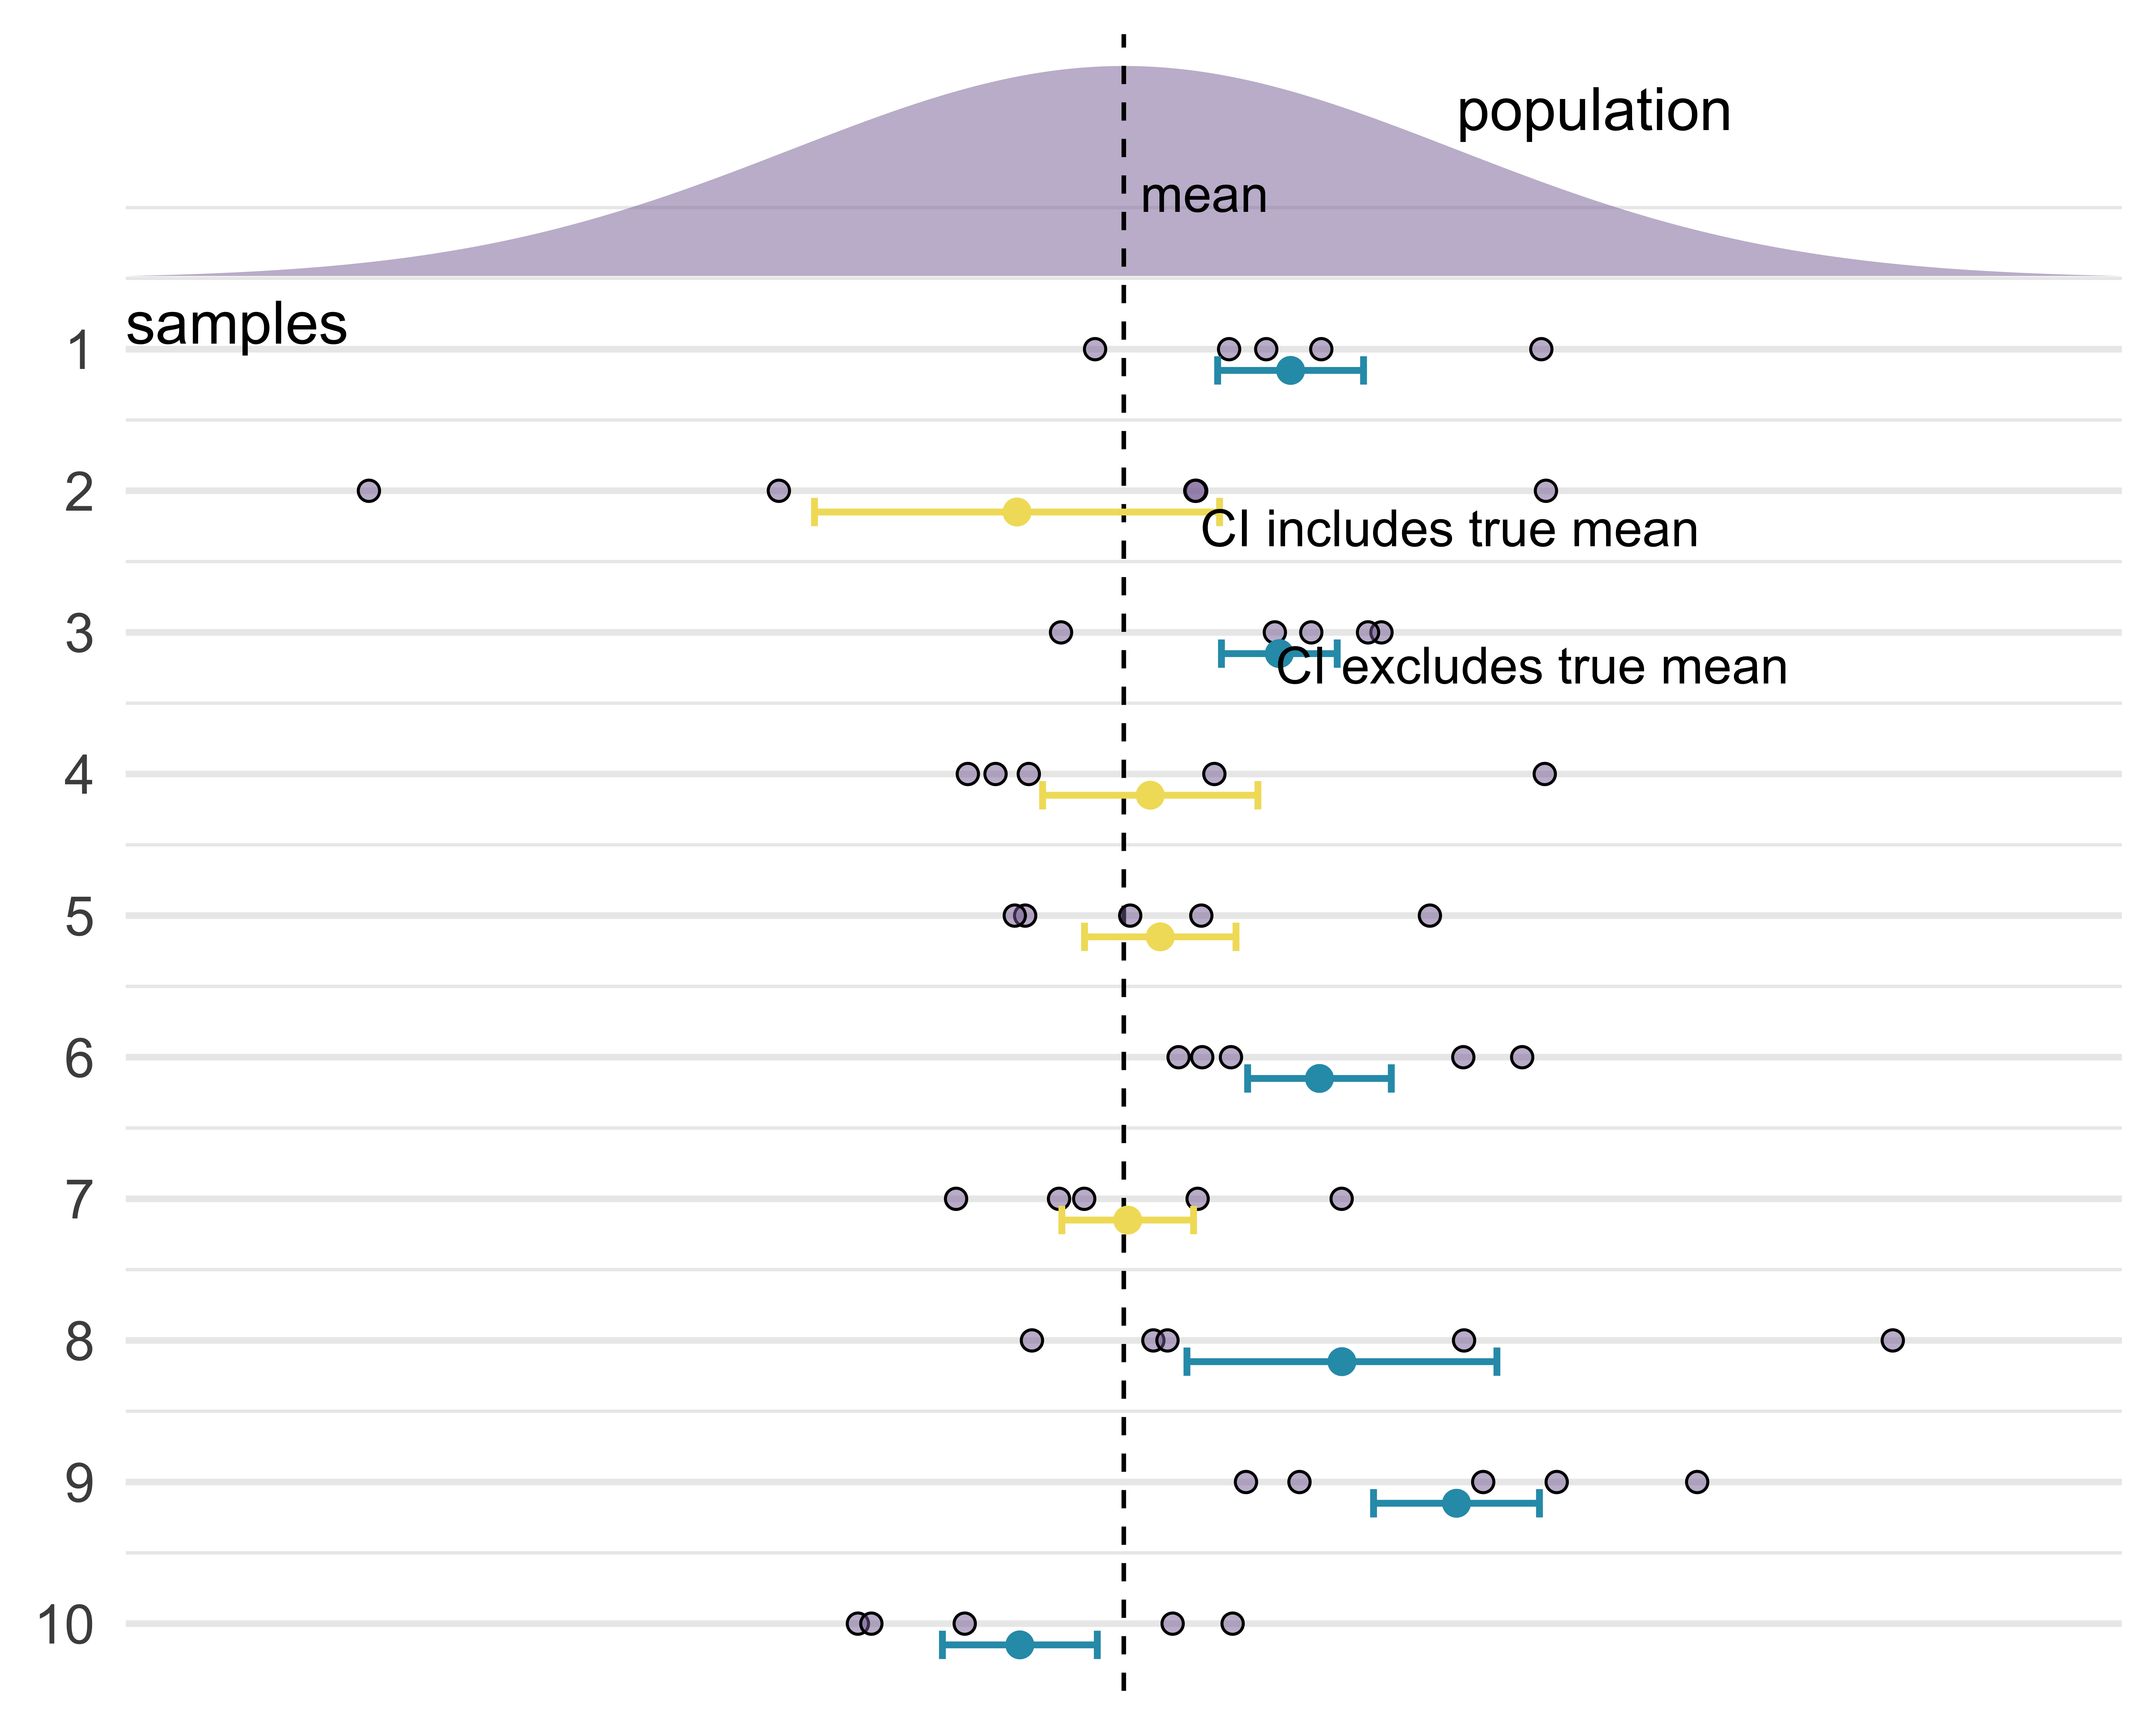 population
mean
samples
1
2
CI includes true mean
3
CI excludes true mean
4
5
6
7
8
9
10